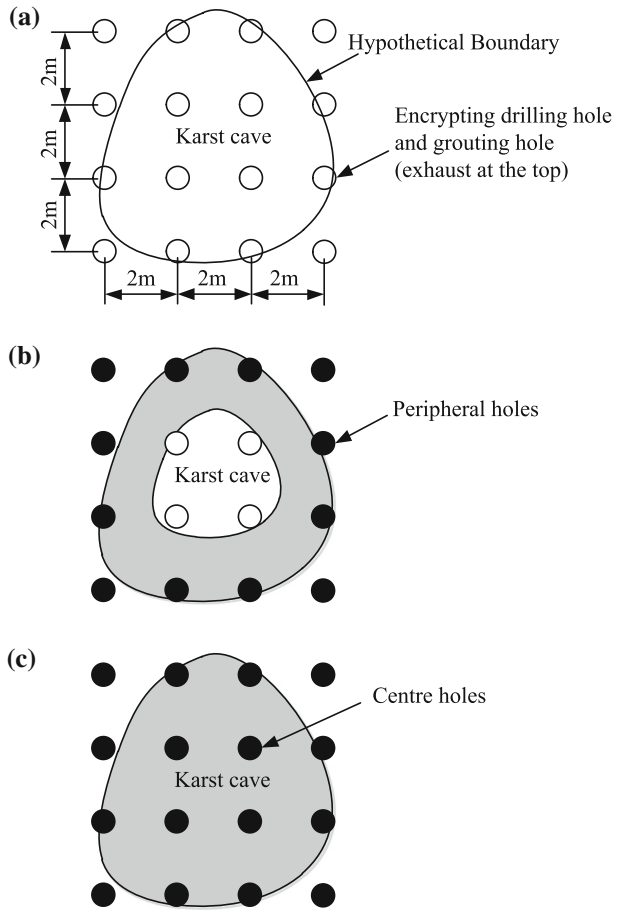 (a)
Hypothetical Boundary
2m
Encrypting drilling hole
and grouting hole
(exhaust at the top)
2m
Karst cave
2m
2m 2m 2m
(b)
Peripheral holes
Karst cave
(c)
Centre holes
Karst cave